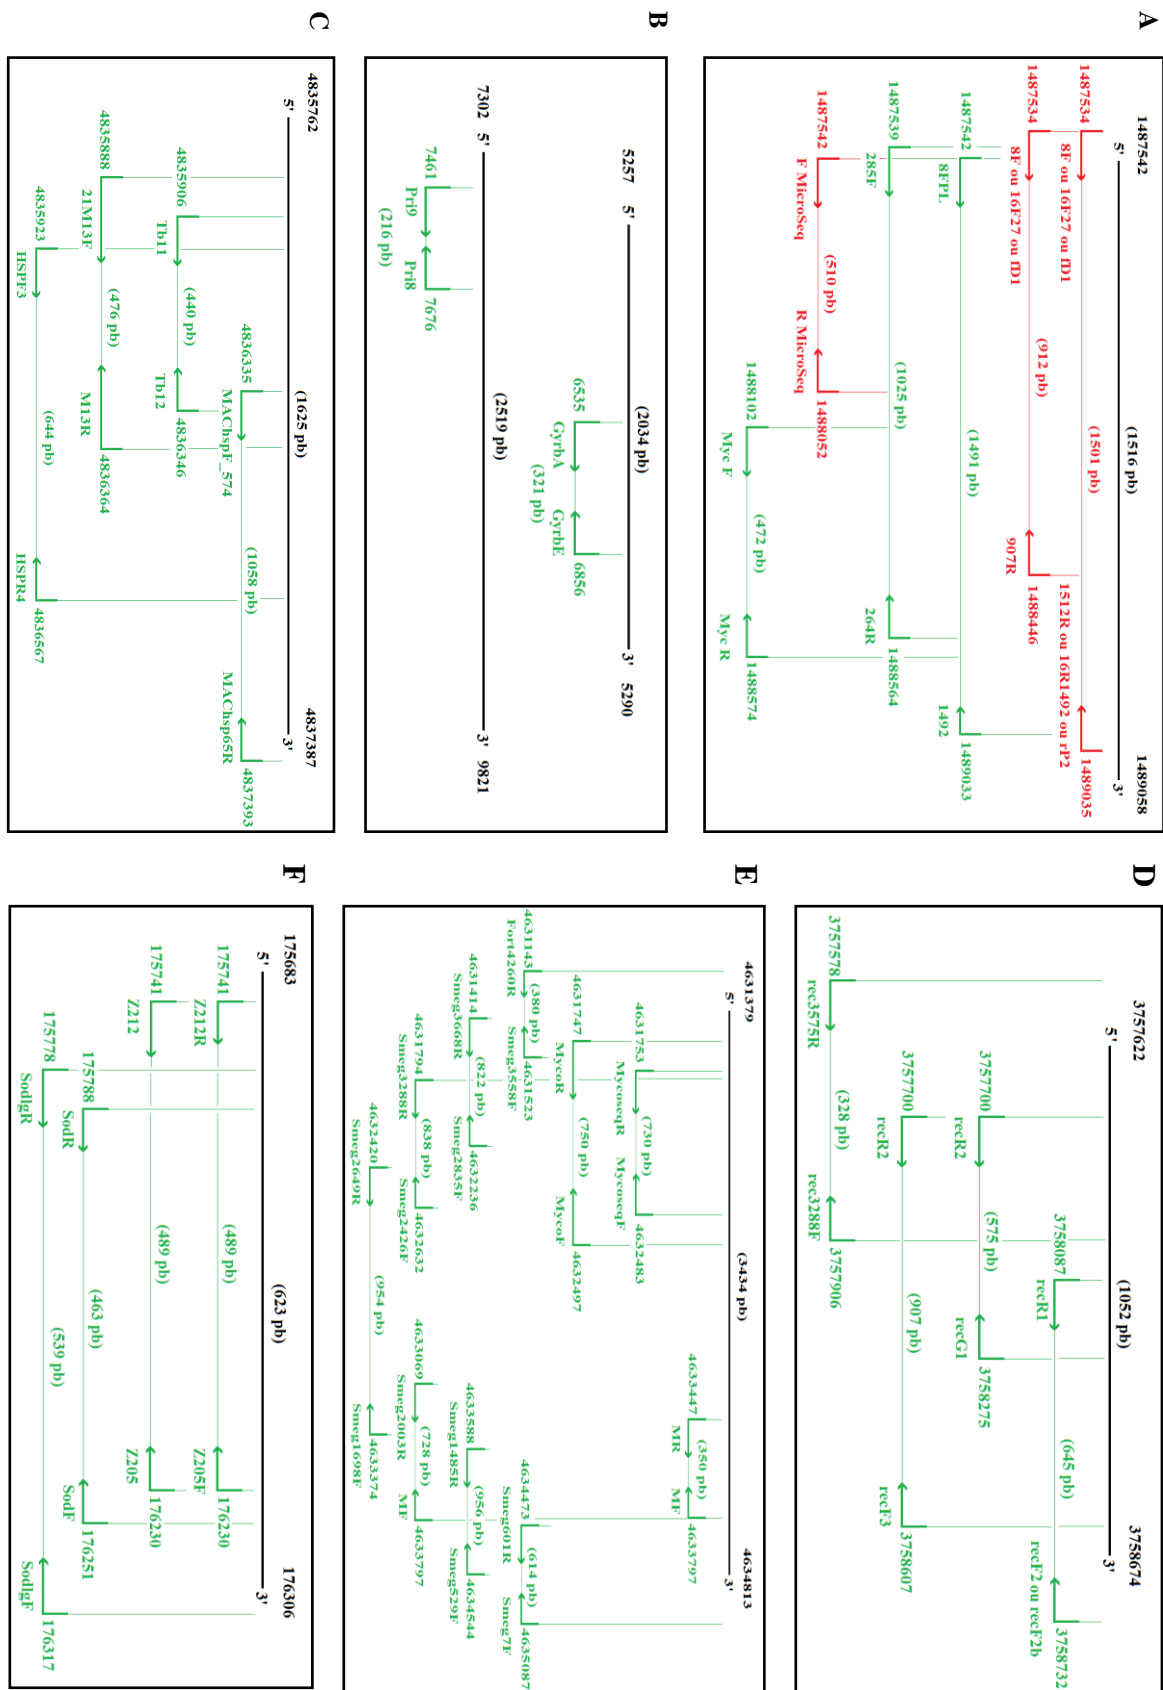 A
1487542 1489058
5' 3'
(1516 pb)
1487534 1489035
8F ou 16F27 ou fD1 (1501 pb) 1512R ou 16R1492 ou rP2
1487534 1488446
8F ou 16F27 ou fD1 (912 pb) 907R
1487542 1489033
8FPL (1491 pb) 1492
1487539 1488564
285F (1025 pb) 264R
1487542 1488052
F MicroSeq (510 pb) R MicroSeq
1488102 1488574
Myc F (472 pb) Myc R
B
5257 5' 3' 5290
(2034 pb)
6535 6856
GyrbA GyrbE
(321 pb)
7302 5' 3' 9821
(2519 pb)
7461 7676
Pri9 Pri8
(216 pb)
C
4835762 4837387
5' 3'
(1625 pb)
4836335 4837393
MAChspF_574 (1058 pb) MAChsp65R
4835906 4836346
Tb11 (440 pb) Tb12
4835888 4836364
21M13F (476 pb) M13R
4835923 4836567
HSPF3 (644 pb) HSPR4
D
3757622 3758674
5' 3'
(1052 pb)
3758087 3758732
recR1 (645 pb) recF2 ou recF2b
3757700 3758275
recR2 (575 pb) recG1
3757700 3758607
recR2 (907 pb) recF3
3757578 3757906
rec3575R (328 pb) rec3288F
E
4631379 4634813
5' 3'
(3434 pb)
4633447 4633797
MR (350 pb) MF
4631753 4632483
MycoseqR (730 pb) MycoseqF
4631747 4632497
MycoR (750 pb) MycoF
4631143 4631523 4634473 4635087
Fort4260R (380 pb) Smeg3558F Smeg601R (614 pb) Smeg7F
4631414 4632236 4633588 4634544
Smeg3668R (822 pb) Smeg2835F Smeg1485R (956 pb) Smeg529F
4631794 4632632 4633069 4633797
Smeg3288R (838 pb) Smeg2426F Smeg2003R (728 pb) MF
4632420 4633374
Smeg2649R (954 pb) Smeg1698F
F
175683 176306
5' 3'
(623 pb)
175741 176230
Z212R (489 pb) Z205F
175741 176230
Z212 (489 pb) Z205
175788 176251
SodR (463 pb) SodF
175778 176317
SodlgR (539 pb) SodlgF